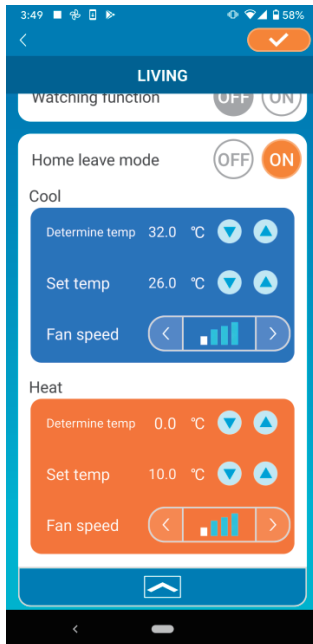 3:49 58%
LIVING
Watching function OFF ON
Home leave mode OFF ON
Cool
Determine temp 32.0 ℃
Set temp 26.0 ℃
Fan speed
Heat
Determine temp 0.0 ℃
Set temp 10.0 ℃
Fan speed